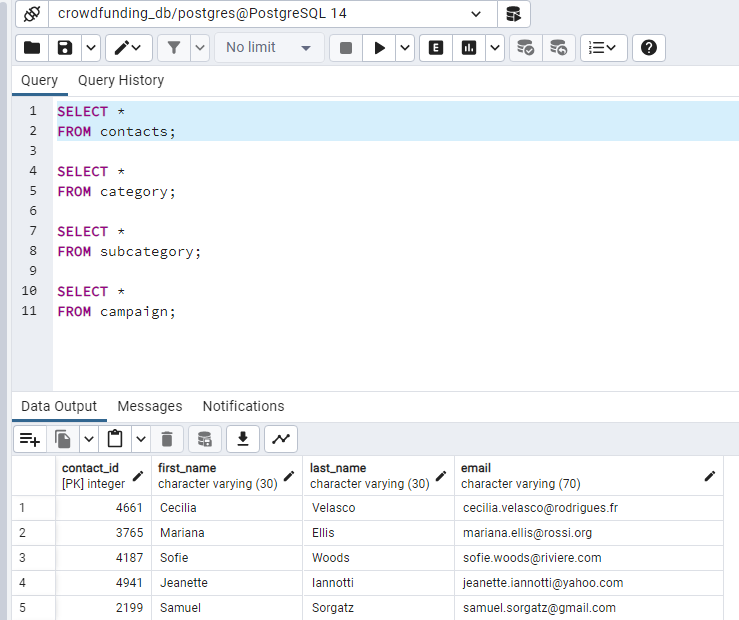 crowdfunding_db/postgres@PostgreSQL 14
No limit
E
Query Query History
1 SELECT *
2 FROM contacts;
3
4 SELECT *
5 FROM category;
6
7 SELECT *
8 FROM subcategory;
9
10 SELECT *
11 FROM campaign;
Data Output Messages Notifications
contact_id first_name last_name email
[PK] integer character varying (30) character varying (30) character varying (70)
1 4661 Cecilia Velasco cecilia.velasco@rodrigues.fr
2 3765 Mariana Ellis mariana.ellis@rossi.org
3 4187 Sofie Woods sofie.woods@riviere.com
4 4941 Jeanette Iannotti jeanette.iannotti@yahoo.com
5 2199 Samuel Sorgatz samuel.sorgatz@gmail.com